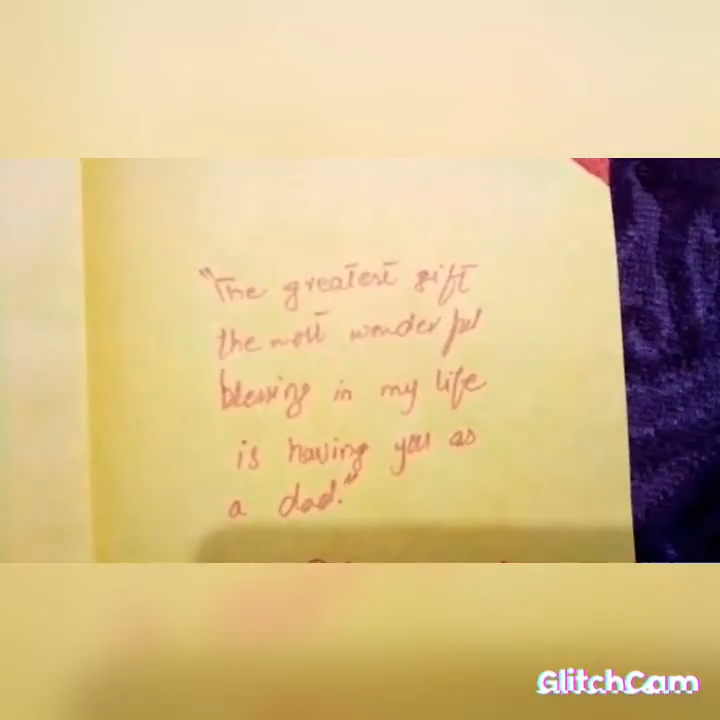 "The greatest gift
the most wonderful
blessing in my life
is having you as
a dad."
GlitchCam